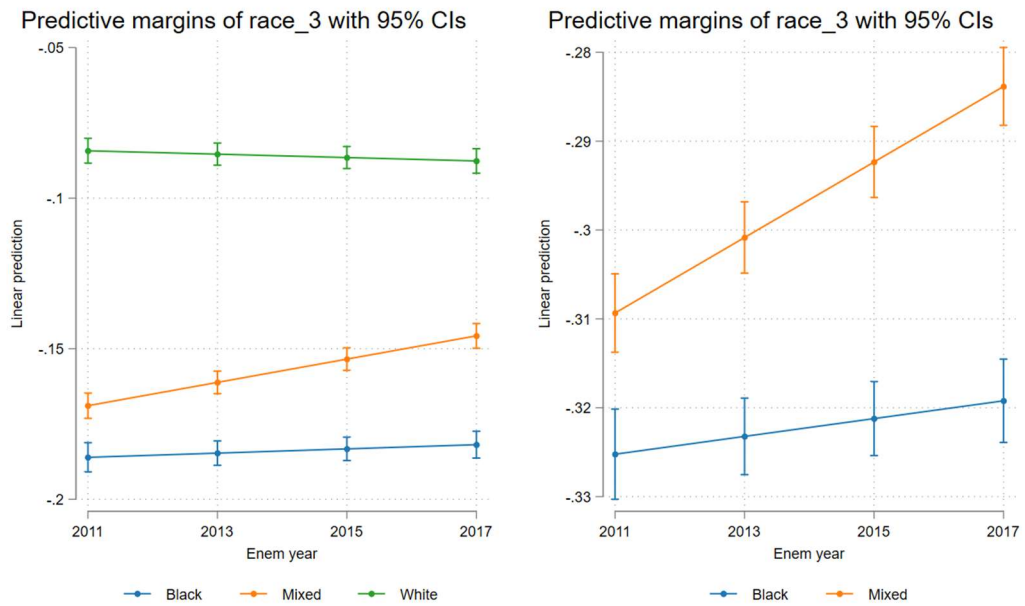 Predictive margins of race_3 with 95% CIs
-.05
-.1
-.15
-.2
Linear prediction
2011 2013 2015 2017
Enem year
Black Mixed White
Predictive margins of race_3 with 95% CIs
-.28
-.29
-.3
-.31
-.32
-.33
Linear prediction
2011 2013 2015 2017
Enem year
Black Mixed